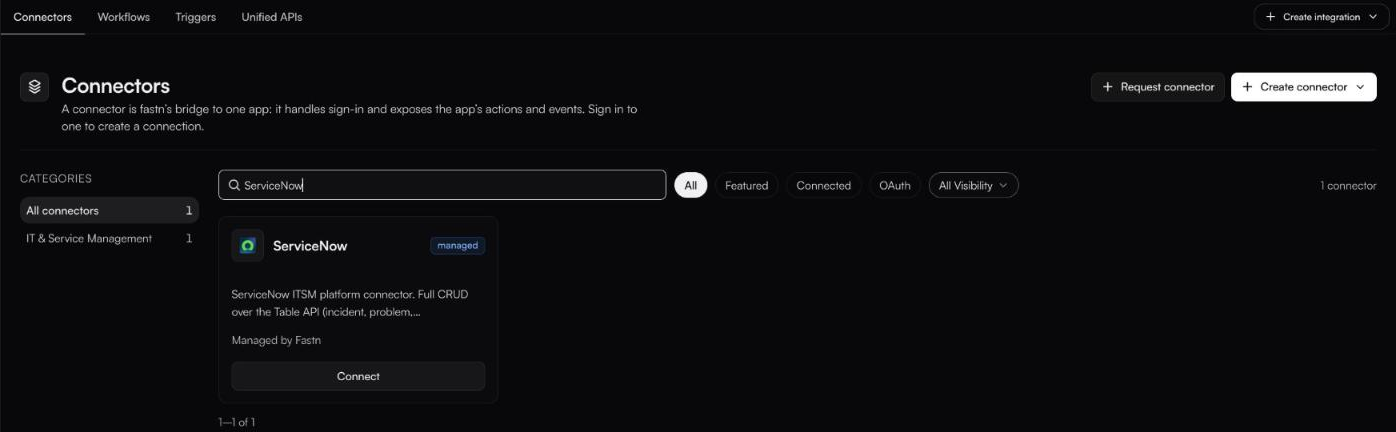 Connectors Workflows Triggers Unified APIs + Create integration
Connectors
A connector is fastn's bridge to one app: it handles sign-in and exposes the app's actions and events. Sign in to
one to create a connection.
+ Request connector + Create connector
CATEGORIES
All connectors 1
IT & Service Management 1
ServiceNow All Featured Connected OAuth All Visibility 1 connector
ServiceNow managed
ServiceNow ITSM platform connector. Full CRUD
over the Table API (incident, problem,...
Managed by Fastn
Connect
1—1 of 1